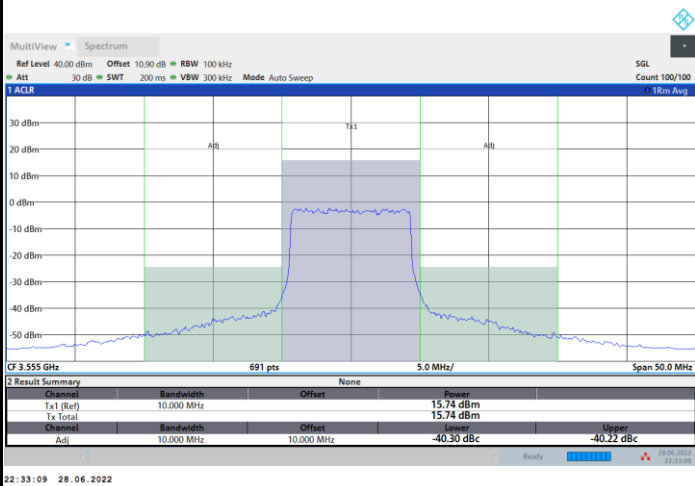 MultiView Spectrum
Ref Level 40.00 dBm Offset 10.90 dB RBW 100 kHz SGL
Att 30 dB SWT 200 ms VBW 300 kHz Mode Auto Sweep Count 100/100
1 ACLR 1Rm Avg
30 dBm
Tx1
20 dBm
Adj Adj
10 dBm
0 dBm
-10 dBm
-20 dBm
-30 dBm
-40 dBm
-50 dBm
CF 3.555 GHz 691 pts 5.0 MHz/ Span 50.0 MHz
2 Result Summary None
Channel Bandwidth Offset Power
Tx1 (Ref) 10.000 MHz 15.74 dBm
Tx Total 15.74 dBm
Channel Bandwidth Offset Lower Upper
Adj 10.000 MHz 10.000 MHz -40.30 dBc -40.22 dBc
Ready 28.06.2022
22:33:09
22:33:09 28.06.2022